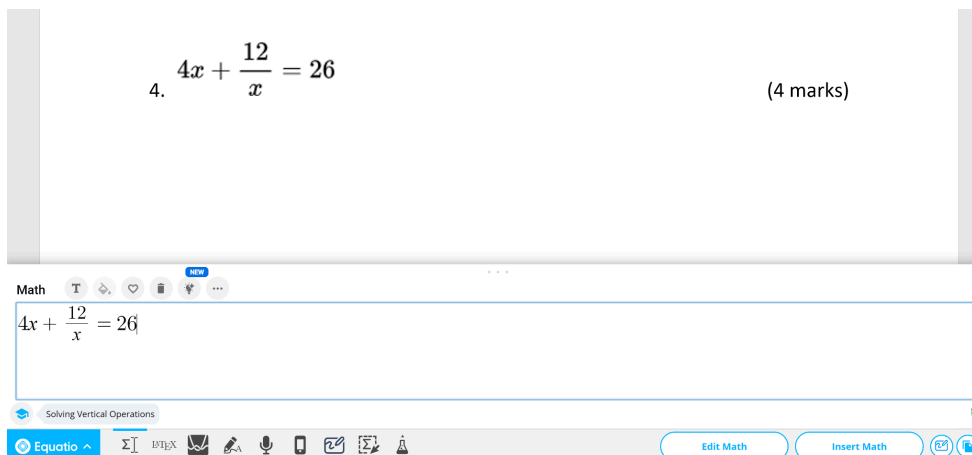 4x + 12/x = 26
4. (4 marks)
NEW
Math T ...
4x + 12/x = 26
Solving Vertical Operations
Equatio Σ LATEX Σ Edit Math Insert Math